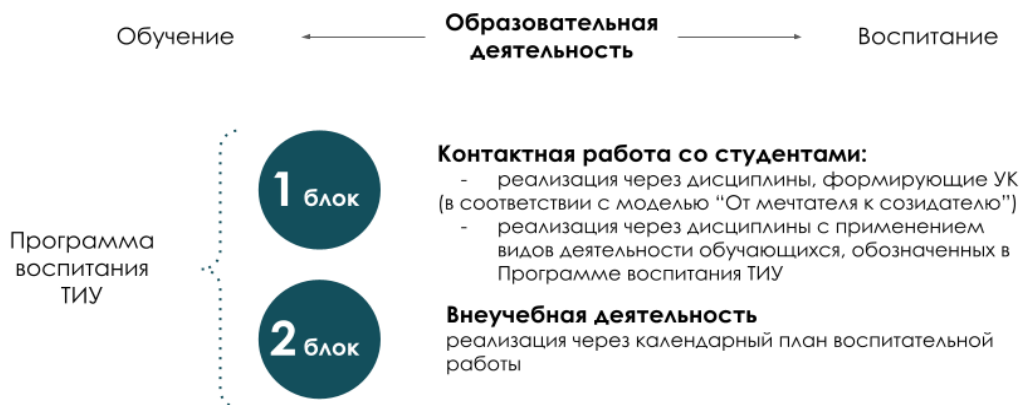 Обучение
Образовательная
деятельность
Воспитание
Программа
воспитания
ТИУ
1 блок
Контактная работа со студентами:
- реализация через дисциплины, формирующие УК
(в соответствии с моделью “От мечтателя к созидателю”)
- реализация через дисциплины с применением
видов деятельности обучающихся, обозначенных в
Программе воспитания ТИУ
2 блок
Внеучебная деятельность
реализация через календарный план воспитательной
работы